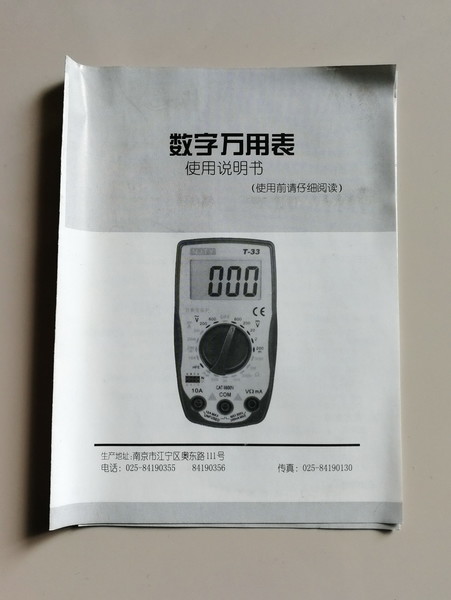 数字万用表
使用说明书
(使用前请仔细阅读)
T-33
000
CE
10A
COM
VΩmA
生产地址:南京市江宁区奥东路111号
电话: 025-84190355 84190356 传真: 025-84190130